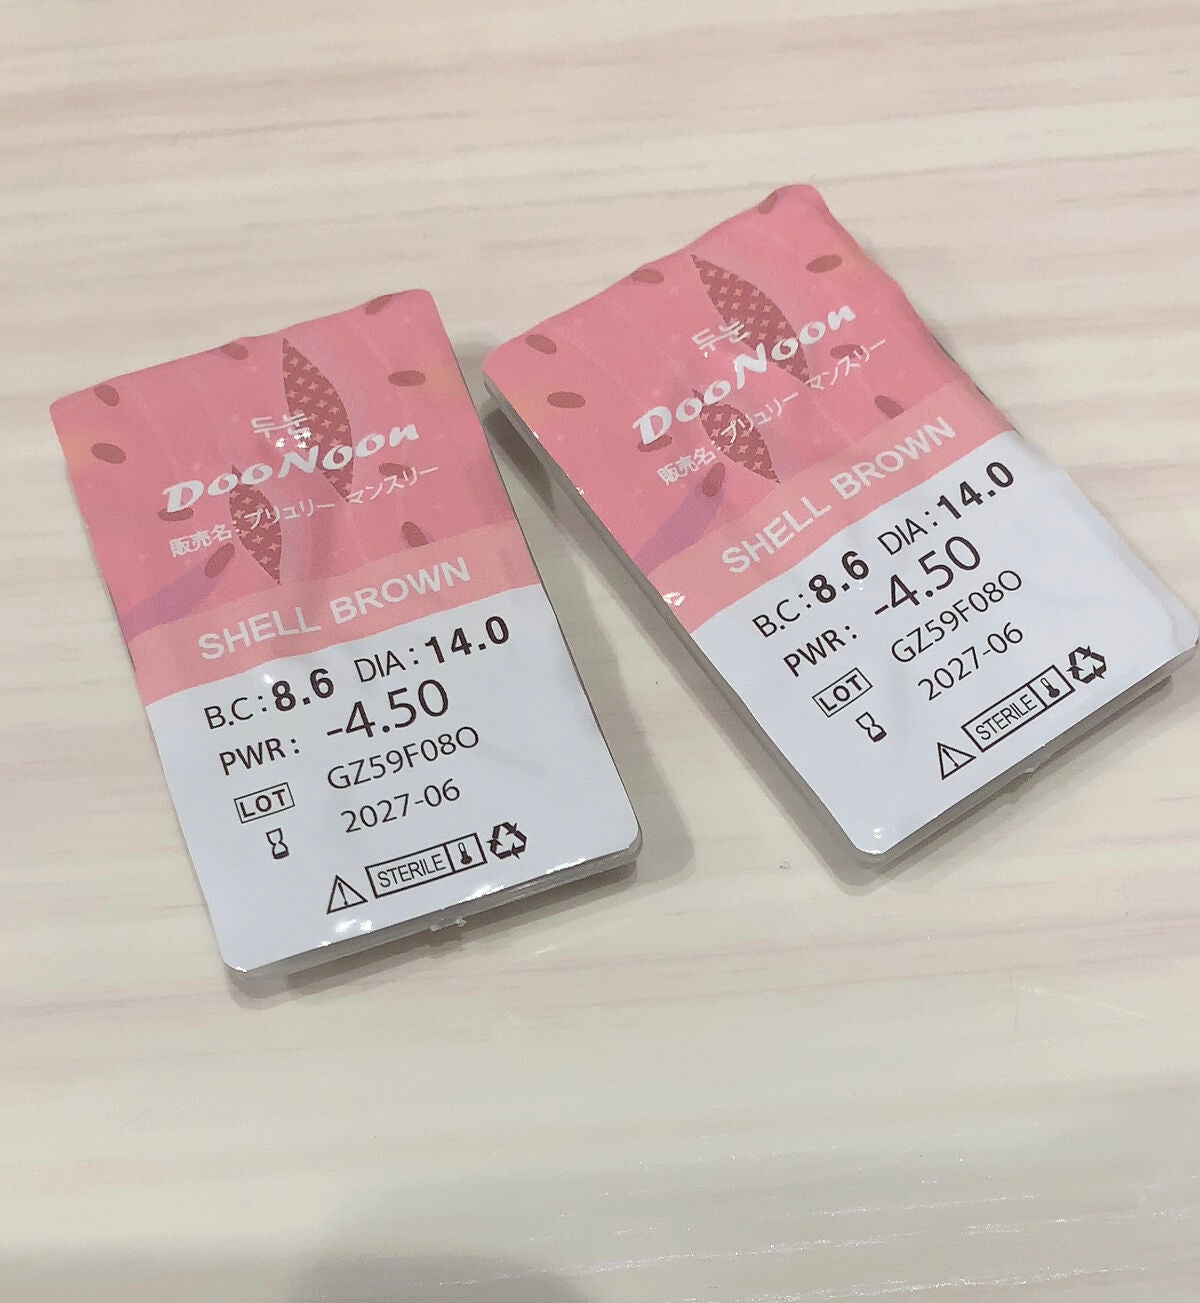 두눈
DooNoon
販売名：プリュリー マンスリー
SHELL BROWN
B.C：8.6 DIA：14.0
PWR： -4.50
LOT GZ59F08O
2027-06
STERILE
두눈
DooNoon
販売名：プリュリー マンスリー
SHELL BROWN
B.C：8.6 DIA：14.0
PWR： -4.50
LOT GZ59F08O
2027-06
STERILE